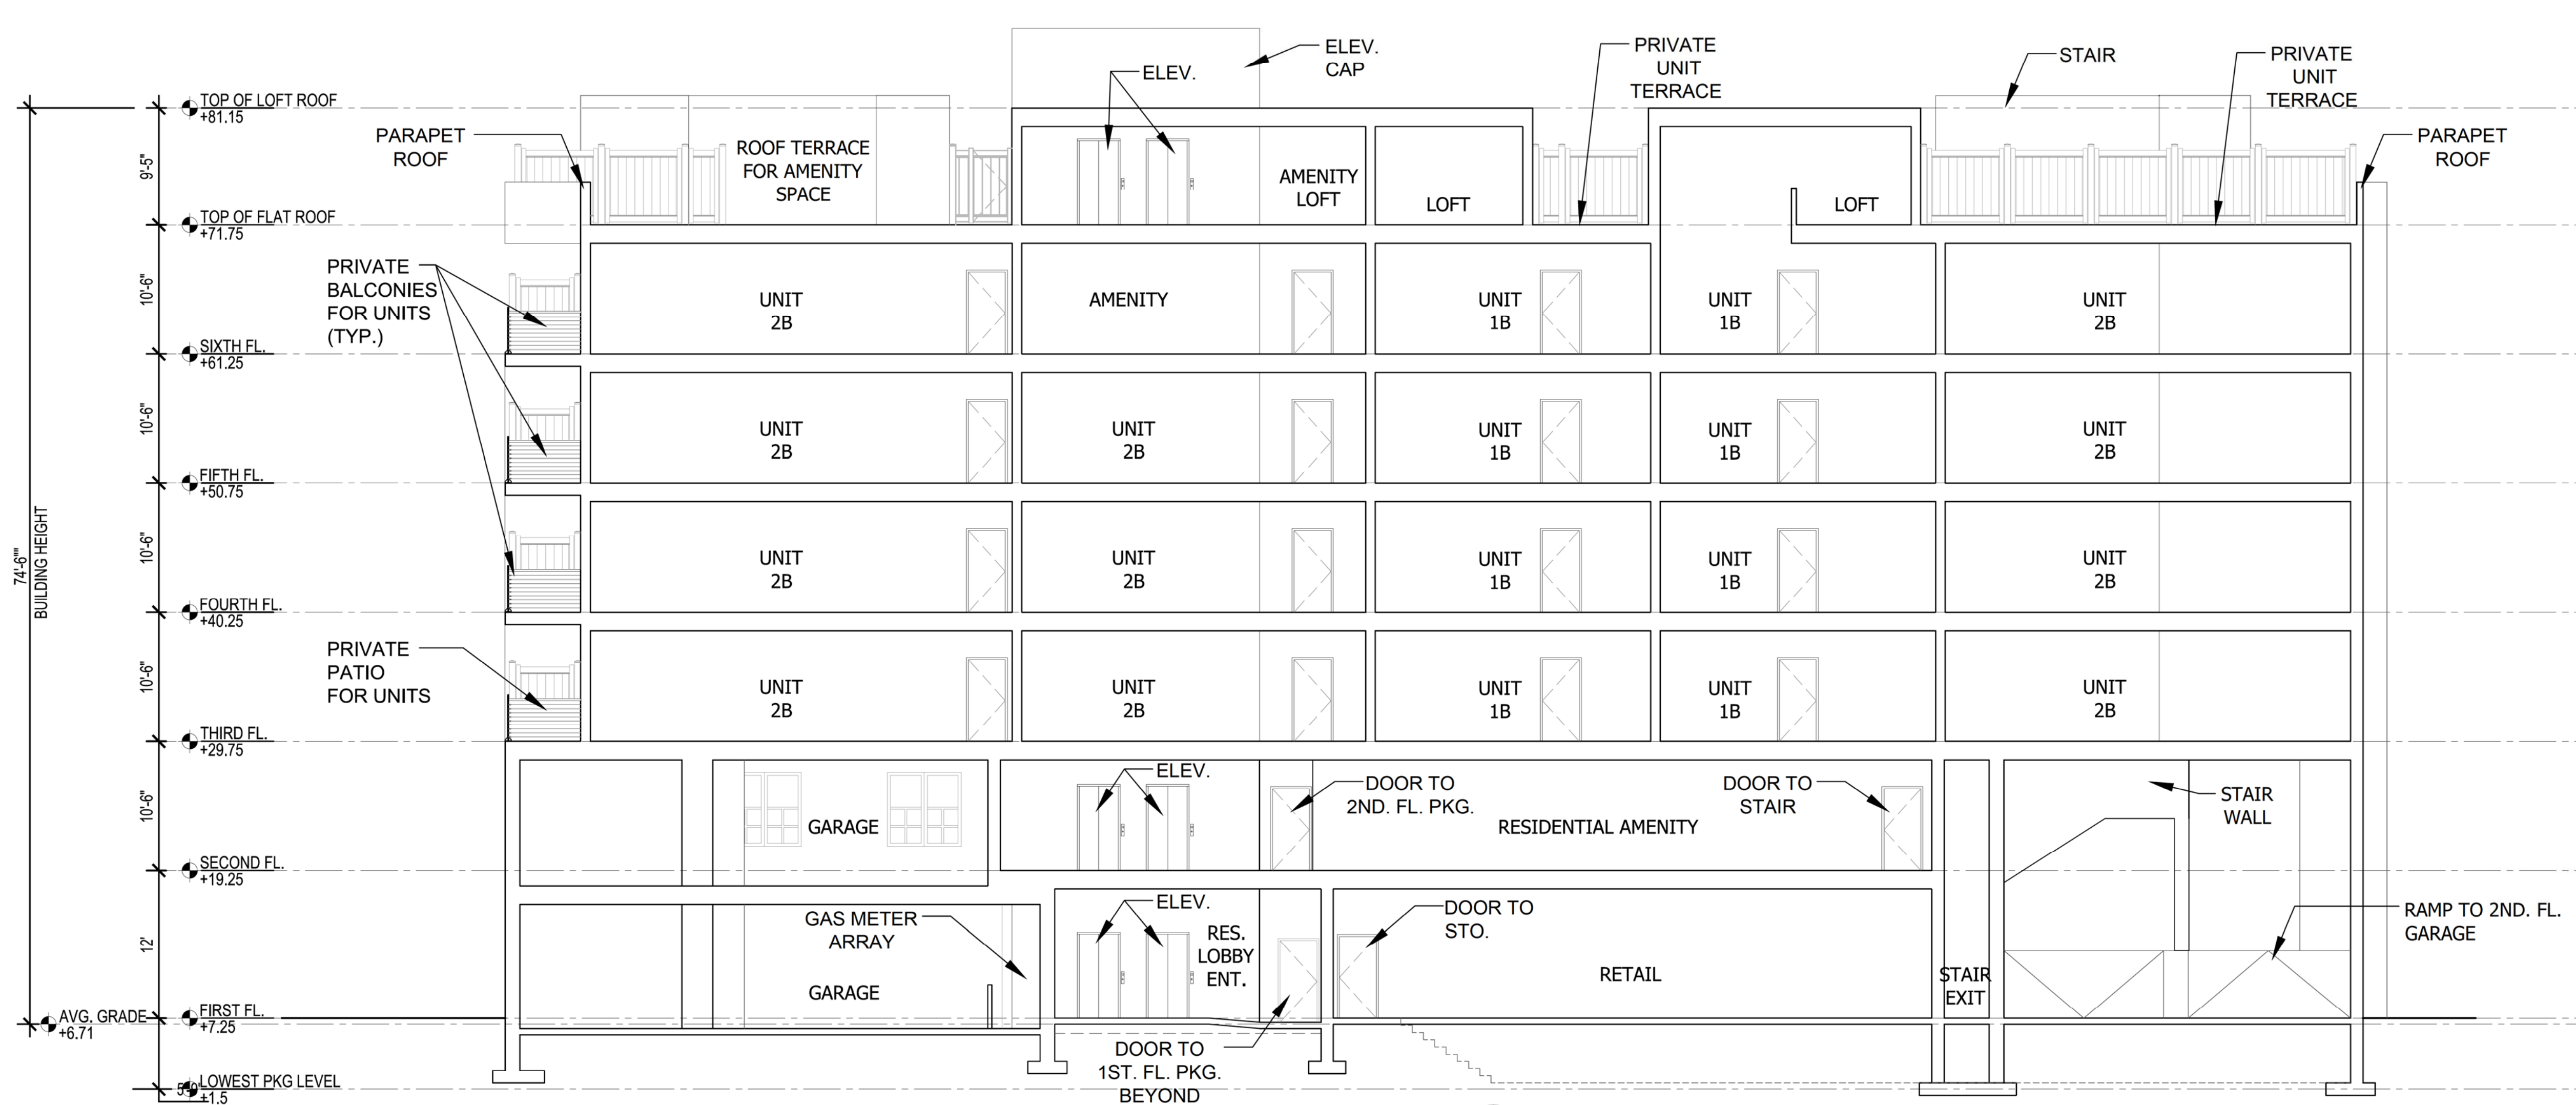 ELEV.
CAP
ELEV.
PRIVATE
UNIT
TERRACE
STAIR
PRIVATE
UNIT
TERRACE
TOP OF LOFT ROOF
+81.15
PARAPET
ROOF
ROOF TERRACE
FOR AMENITY
SPACE
AMENITY
LOFT
LOFT
LOFT
PARAPET
ROOF
9'-5"
TOP OF FLAT ROOF
+71.75
PRIVATE
BALCONIES
FOR UNITS
(TYP.)
10'-6"
UNIT
2B
AMENITY
UNIT
1B
UNIT
1B
UNIT
2B
SIXTH FL.
+61.25
10'-6"
UNIT
2B
UNIT
2B
UNIT
1B
UNIT
1B
UNIT
2B
FIFTH FL.
+50.75
74'-6""
BUILDING HEIGHT
10'-6"
UNIT
2B
UNIT
2B
UNIT
1B
UNIT
1B
UNIT
2B
FOURTH FL.
+40.25
PRIVATE
PATIO
FOR UNITS
10'-6"
UNIT
2B
UNIT
2B
UNIT
1B
UNIT
1B
UNIT
2B
THIRD FL.
+29.75
10'-6"
GARAGE
ELEV.
DOOR TO
2ND. FL. PKG.
RESIDENTIAL AMENITY
DOOR TO
STAIR
STAIR
WALL
SECOND FL.
+19.25
12'
GAS METER
ARRAY
GARAGE
ELEV.
RES.
LOBBY
ENT.
DOOR TO
STO.
RETAIL
STAIR
EXIT
RAMP TO 2ND. FL.
GARAGE
AVG. GRADE
+6.71
FIRST FL.
+7.25
DOOR TO
1ST. FL. PKG.
BEYOND
LOWEST PKG LEVEL
+1.5